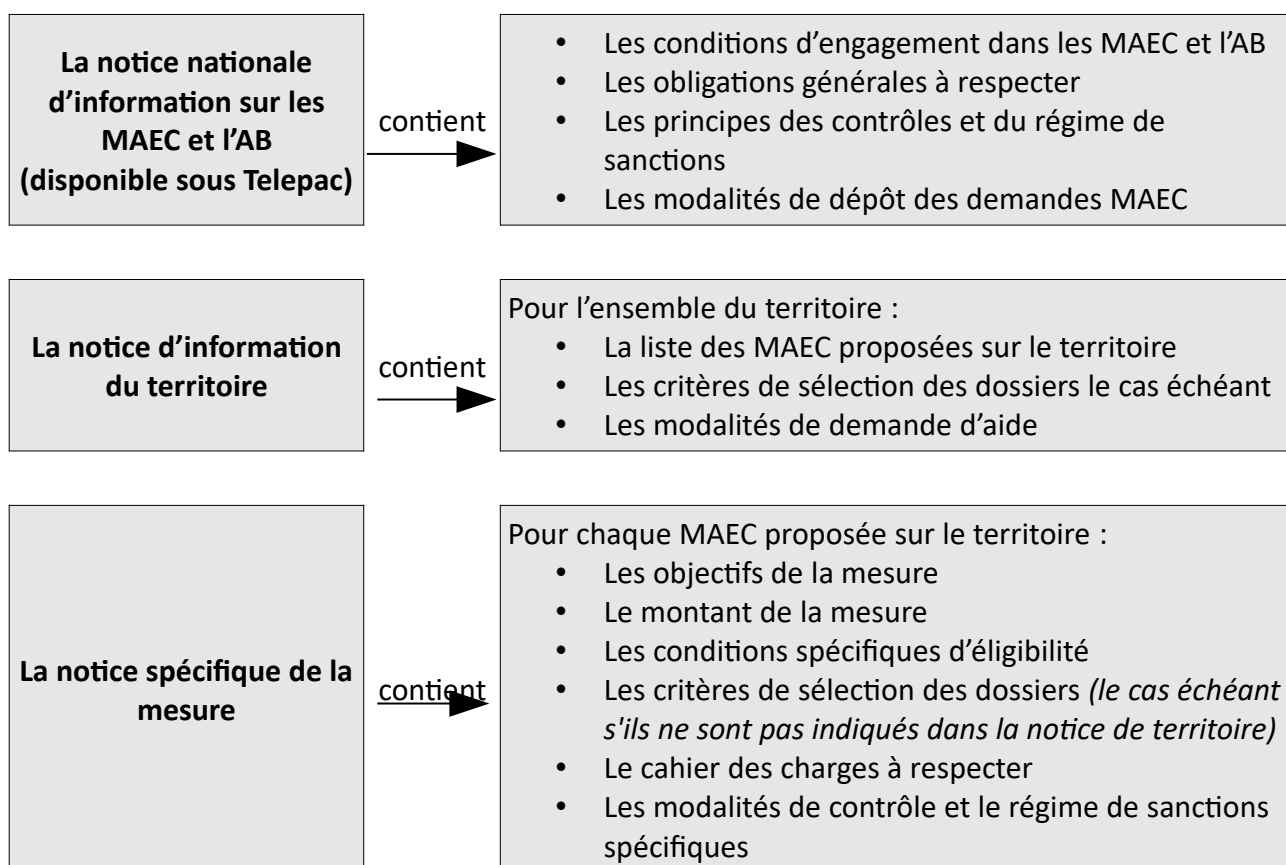 La notice nationale
d’information sur les
MAEC et l’AB
(disponible sous Telepac)
contient
• Les conditions d’engagement dans les MAEC et l’AB
• Les obligations générales à respecter
• Les principes des contrôles et du régime de
sanctions
• Les modalités de dépôt des demandes MAEC
La notice d’information
du territoire
contient
Pour l’ensemble du territoire :
• La liste des MAEC proposées sur le territoire
• Les critères de sélection des dossiers le cas échéant
• Les modalités de demande d’aide
La notice spécifique de la
mesure
contient
Pour chaque MAEC proposée sur le territoire :
• Les objectifs de la mesure
• Le montant de la mesure
• Les conditions spécifiques d’éligibilité
• Les critères de sélection des dossiers (le cas échéant
s'ils ne sont pas indiqués dans la notice de territoire)
• Le cahier des charges à respecter
• Les modalités de contrôle et le régime de sanctions
spécifiques